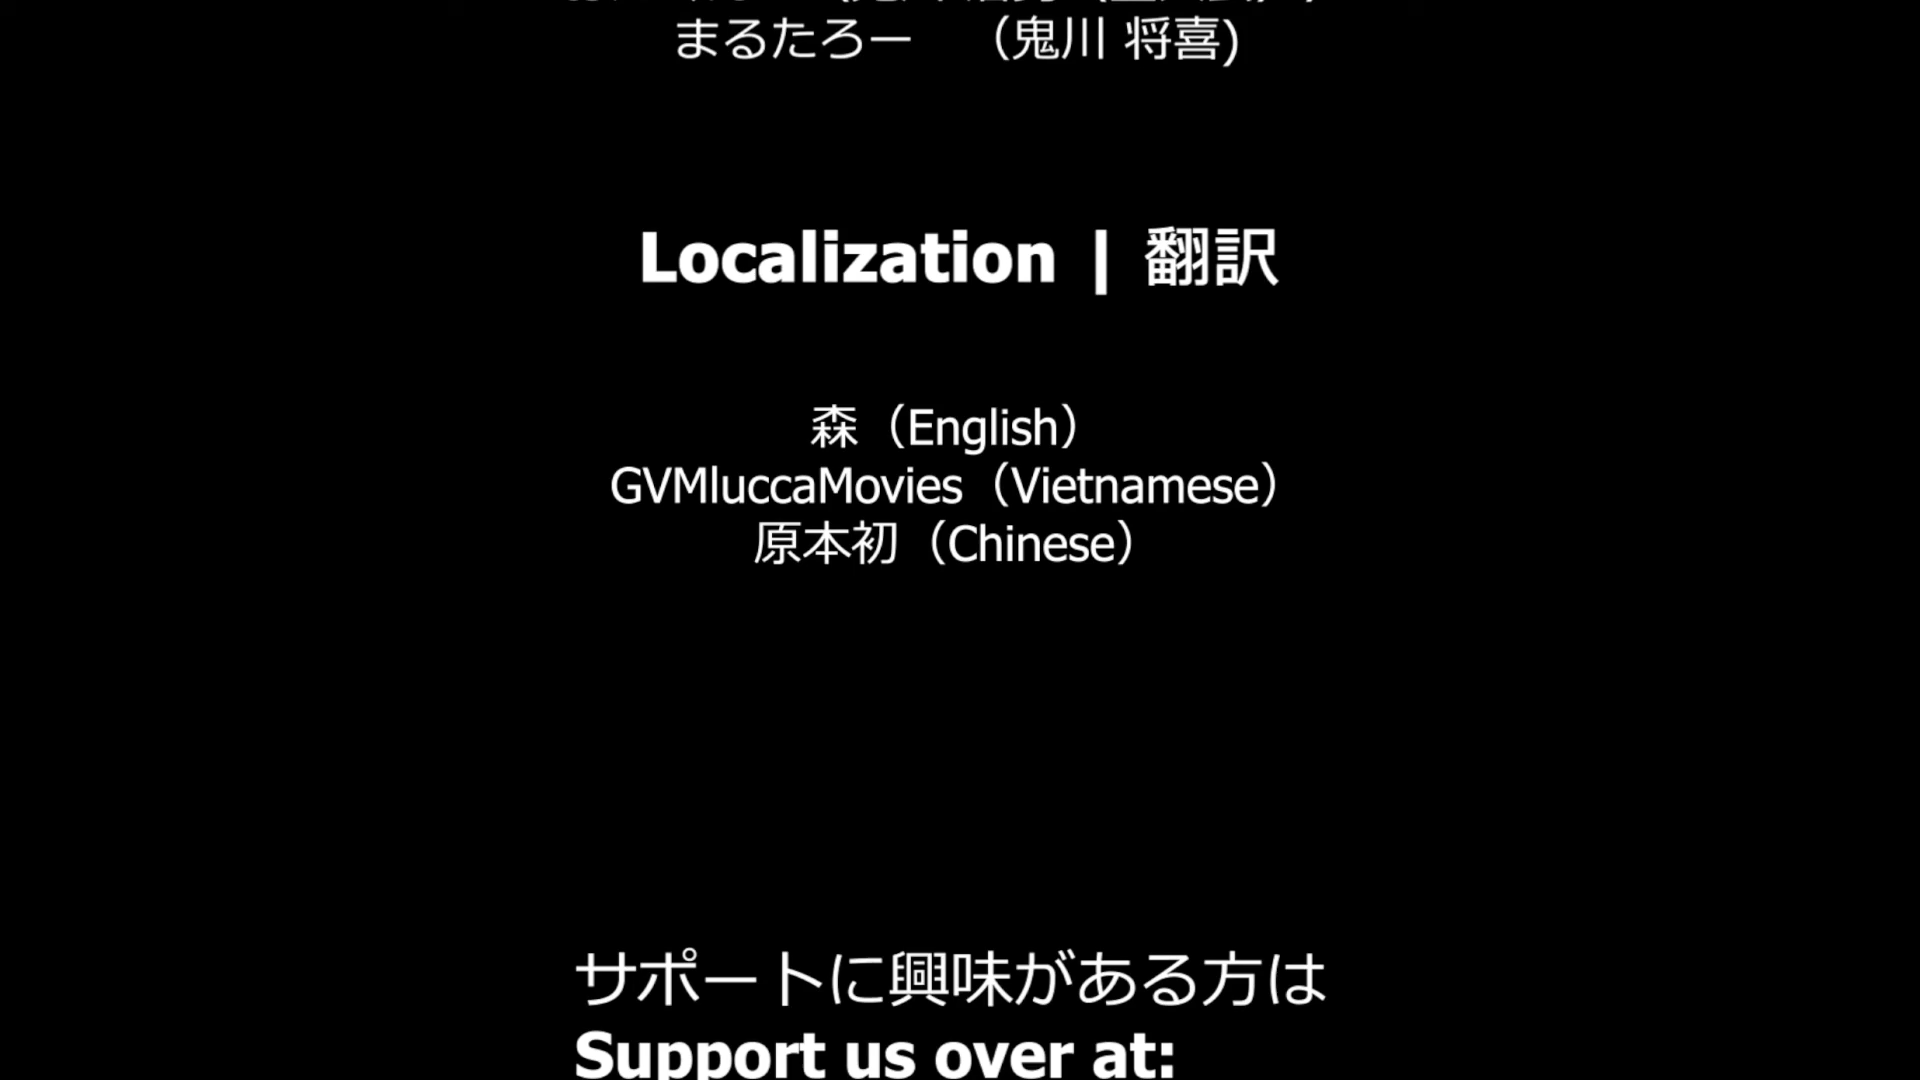 まるたろー （鬼川 将喜)
Localization | 翻訳
森（English）
GVMluccaMovies（Vietnamese）
原本初（Chinese）
サポートに興味がある方は
Support us over at: